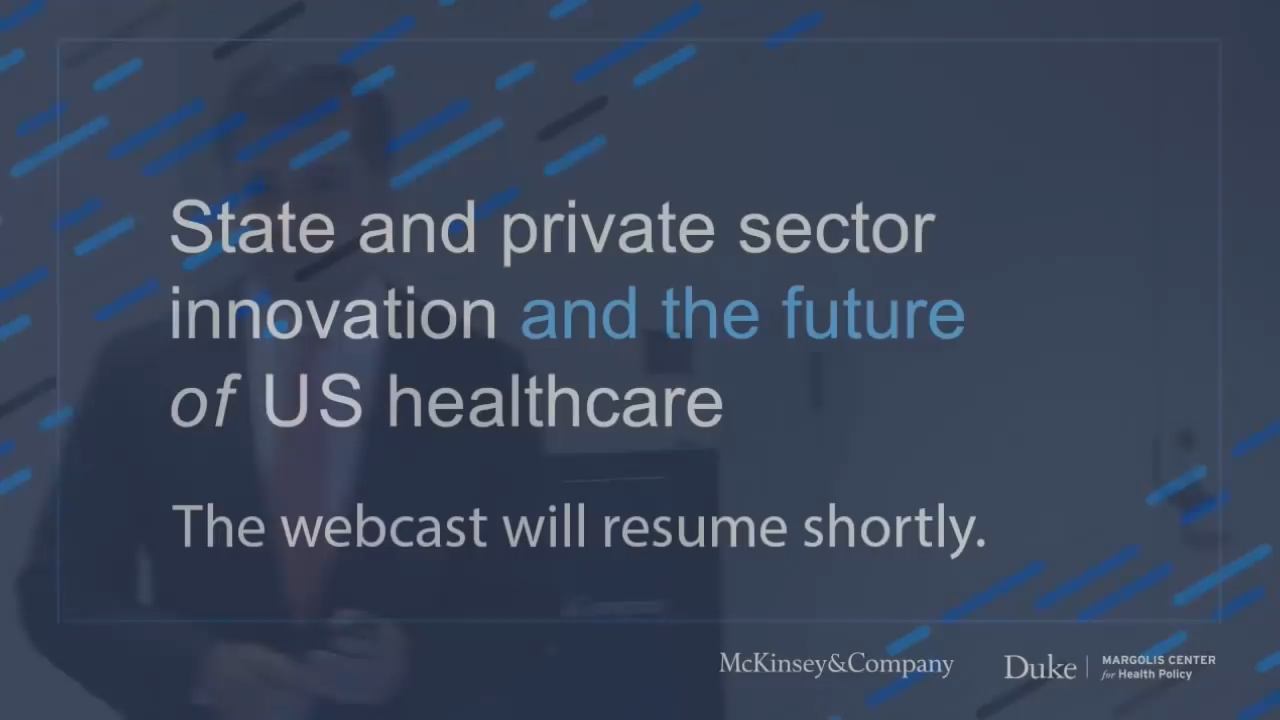 State and private sector
innovation and the future
of US healthcare
The webcast will resume shortly.
McKinsey&Company
Duke
MARGOLIS CENTER
for Health Policy